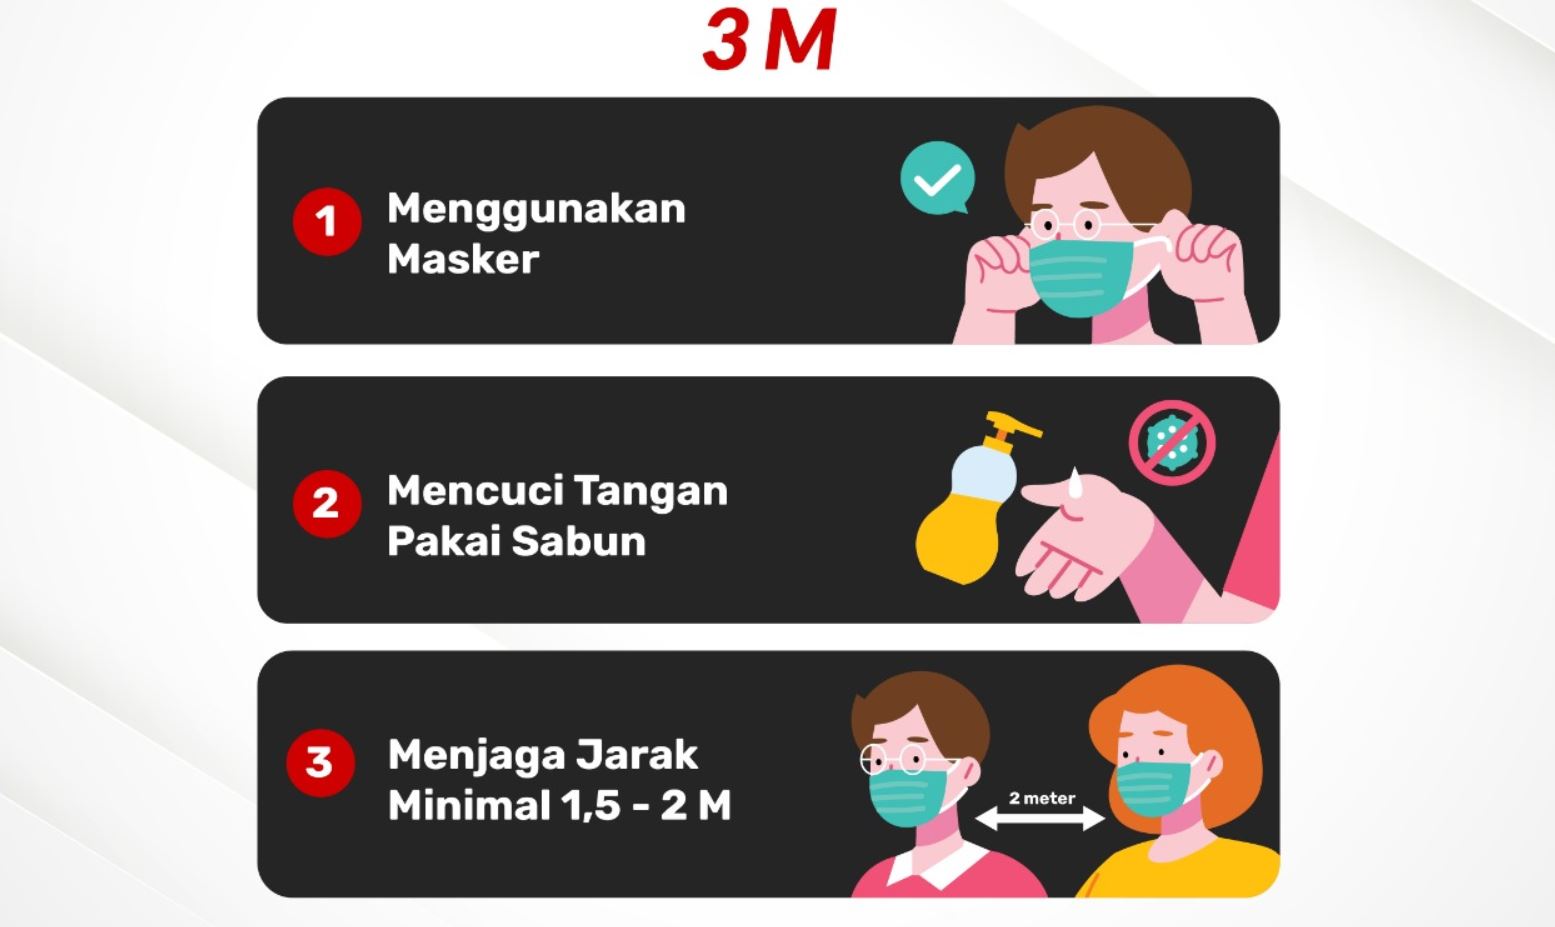 3 M
1
Menggunakan
Masker
2
Mencuci Tangan
Pakai Sabun
3
Menjaga Jarak
Minimal 1,5 - 2 M
2 meter